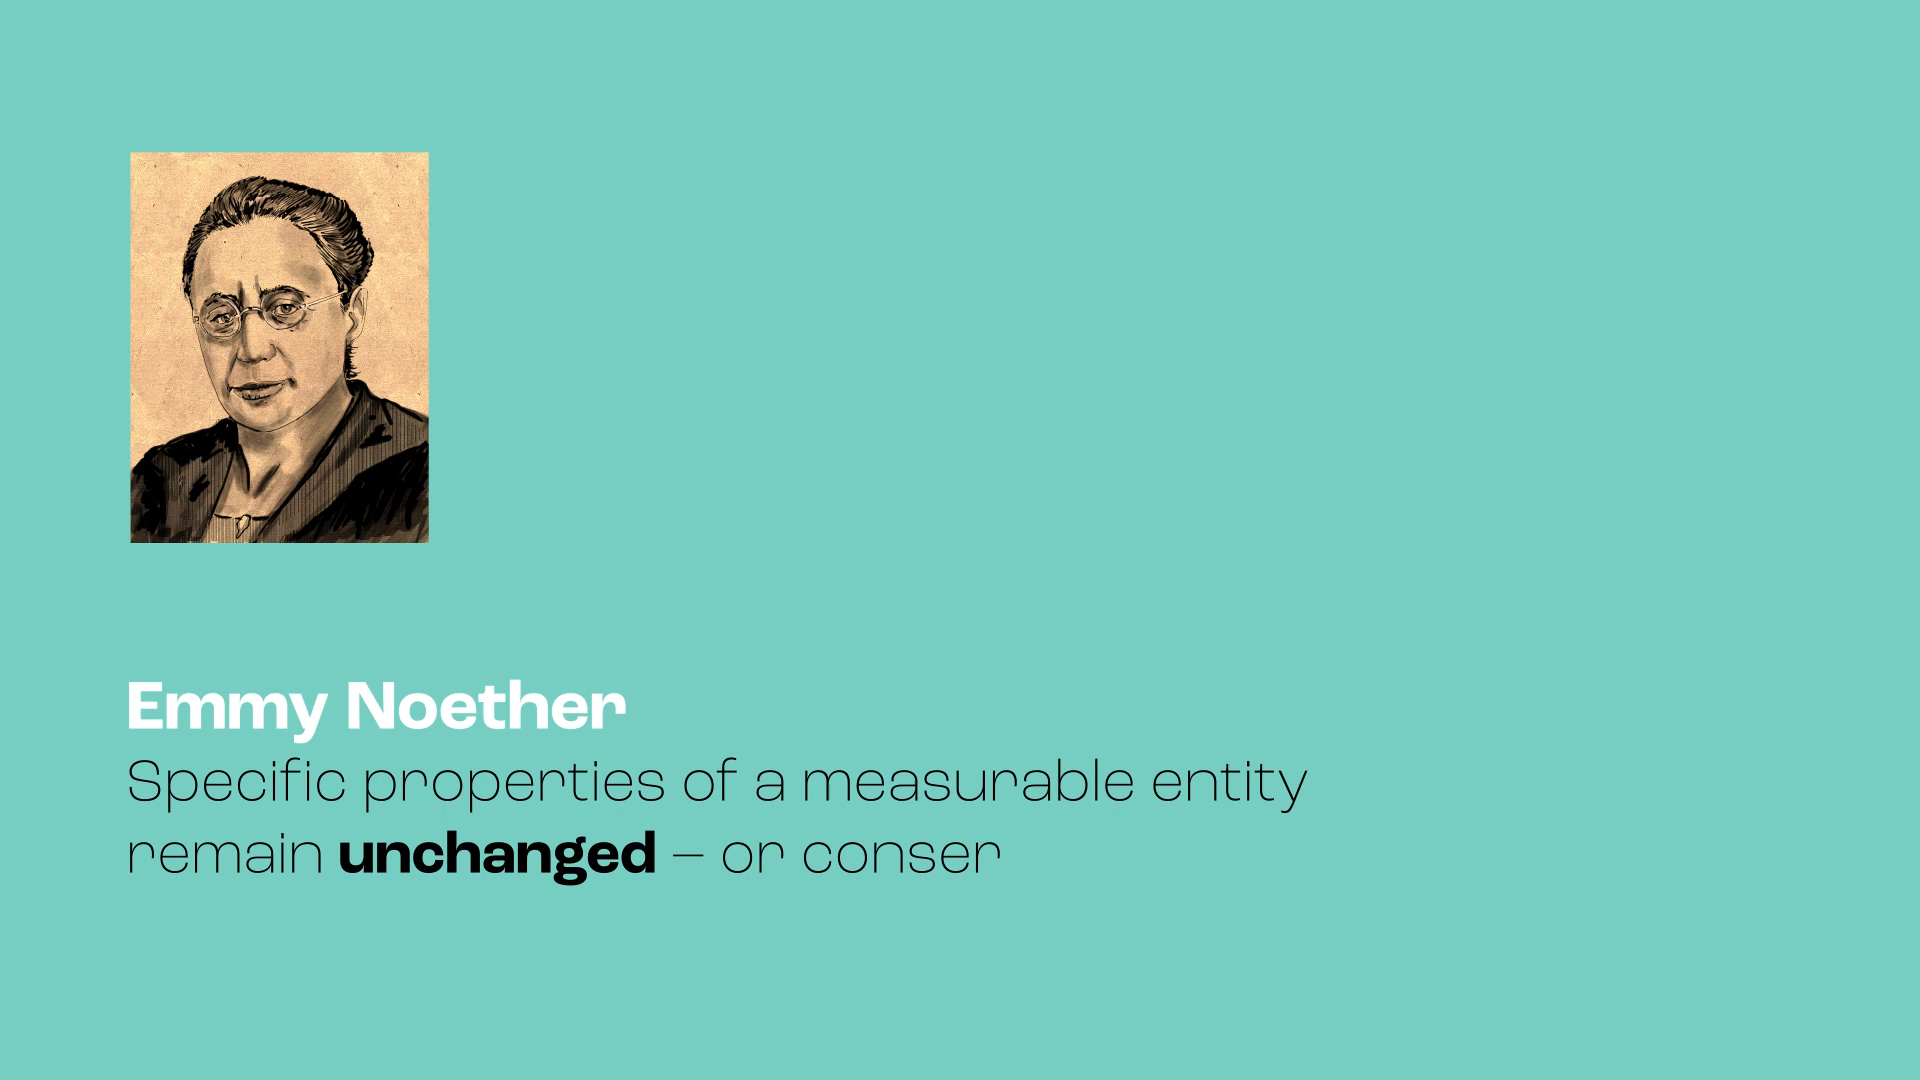 Emmy Noether
Specific properties of a measurable entity
remain unchanged – or conser